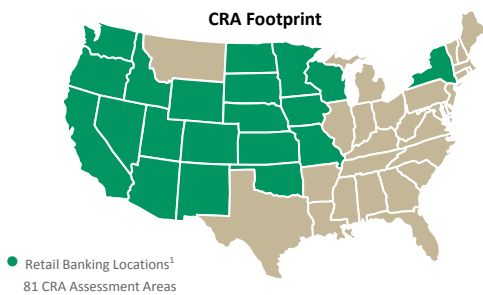 CRA Footprint
Retail Banking Locations1
81 CRA Assessment Areas